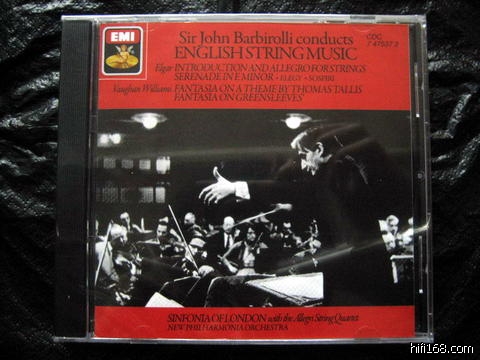 EMI
Sir John Barbirolli conducts
ENGLISH STRING MUSIC
CDC
7 47537 2
Elgar INTRODUCTION AND ALLEGRO FOR STRINGS
SERENADE IN E MINOR · ELEGY · SOSPIRI
Vaughan Williams FANTASIA ON A THEME BY THOMAS TALLIS
FANTASIA ON 'GREENSLEEVES'
SINFONIA OF LONDON with the Allegri String Quartet
NEW PHILHARMONIA ORCHESTRA
hifi168.com